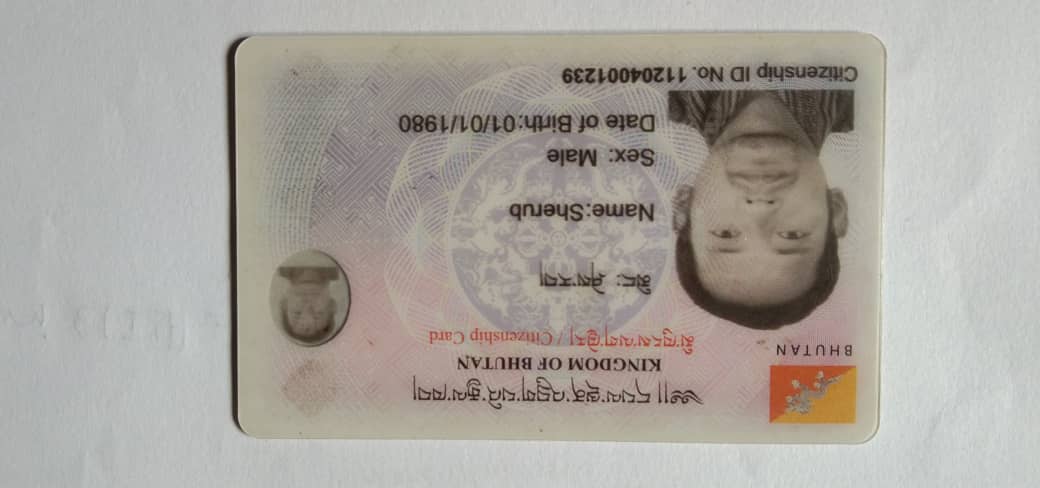 ༄༅།། དཔལ་ལྡན་འབྲུག་པའི་རྒྱལ་ཁབ།
BHUTAN
KINGDOM OF BHUTAN
མི་ཁུངས་ལག་ཁྱེར། / Citizenship Card
མིང་: ཤེས་རབ།
Name:Sherub
Sex: Male
Date of Birth:01/01/1980
Citizenship ID No. 11204001239